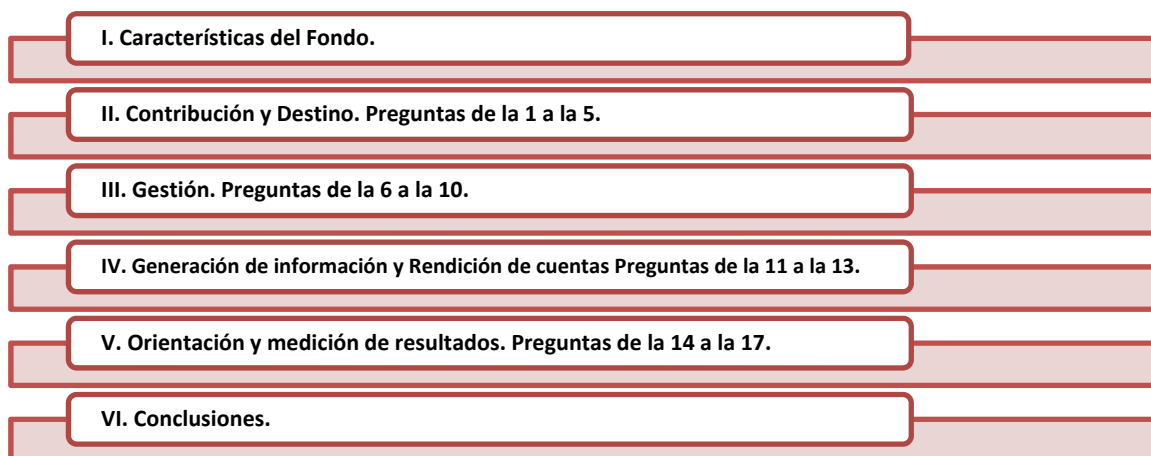 I. Características del Fondo.
II. Contribución y Destino. Preguntas de la 1 a la 5.
III. Gestión. Preguntas de la 6 a la 10.
IV. Generación de información y Rendición de cuentas Preguntas de la 11 a la 13.
V. Orientación y medición de resultados. Preguntas de la 14 a la 17.
VI. Conclusiones.